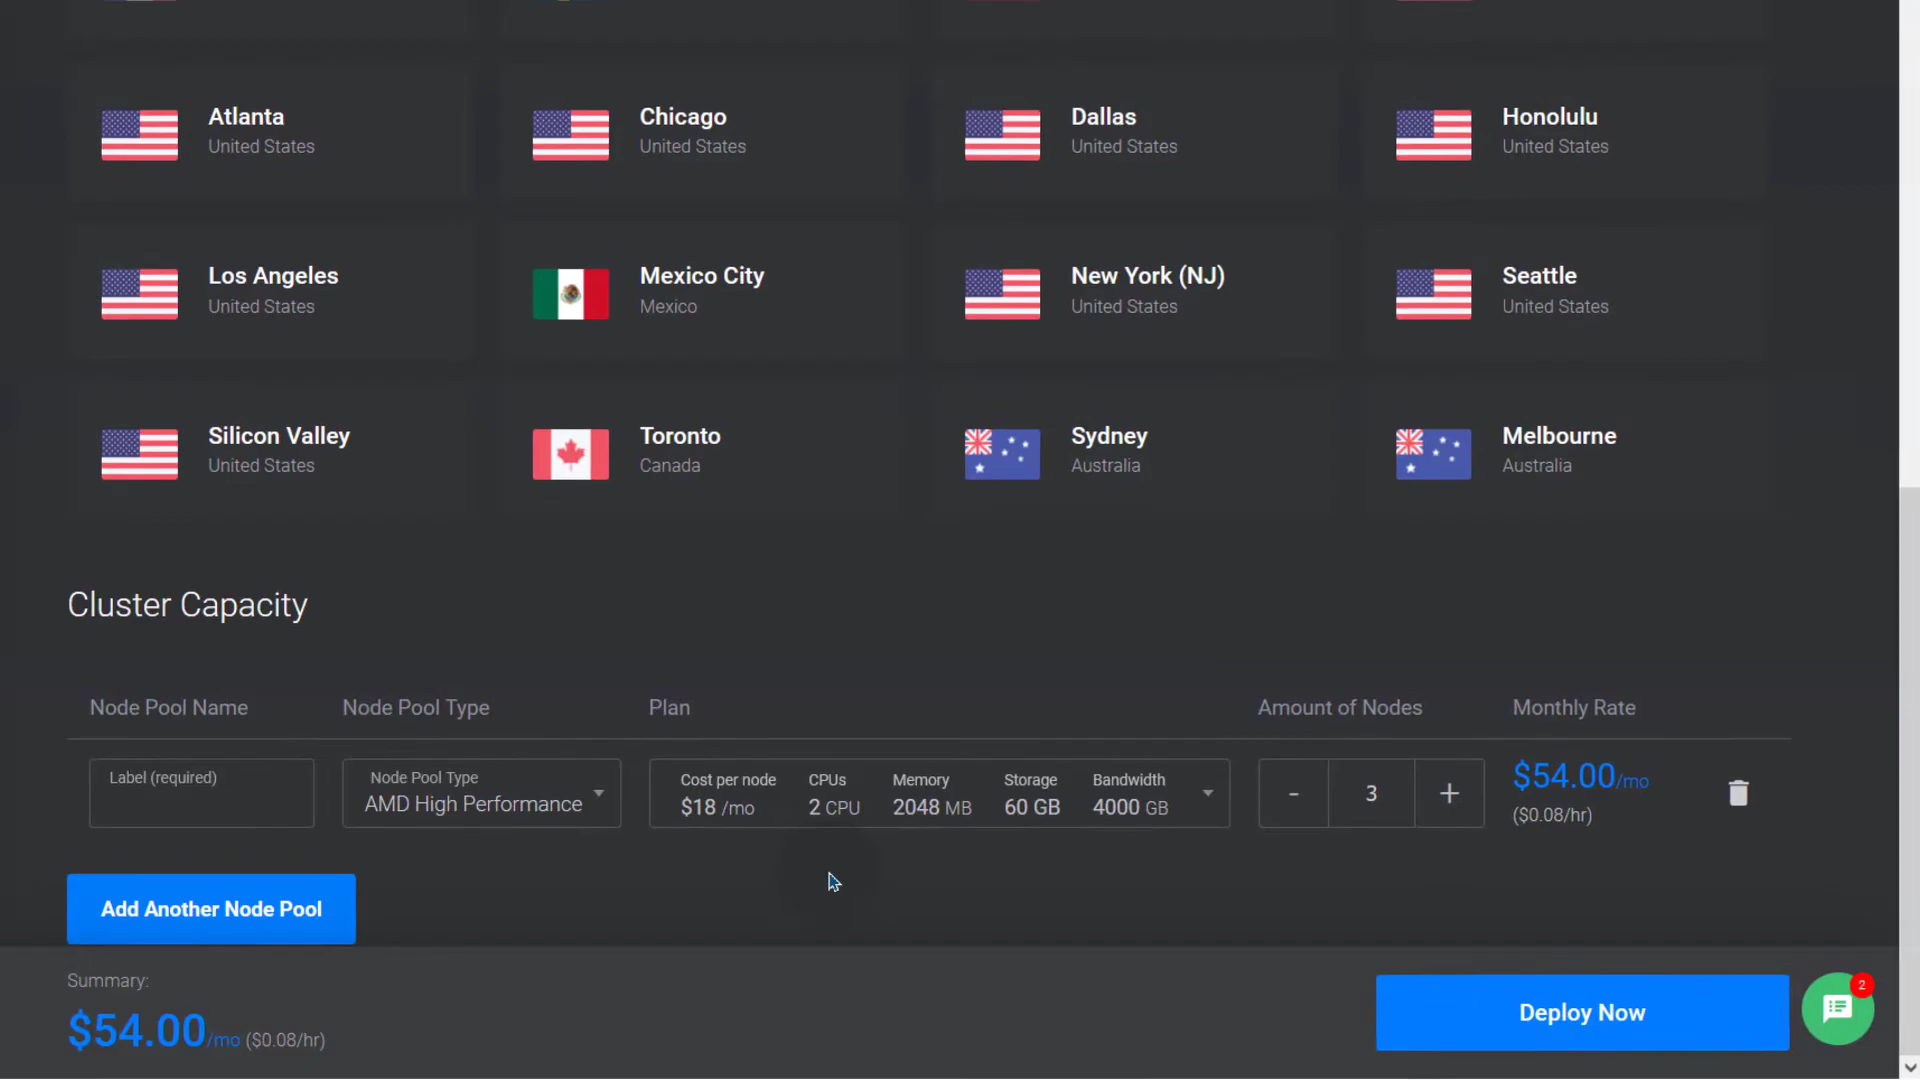 Atlanta
United States
Chicago
United States
Dallas
United States
Honolulu
United States
Los Angeles
United States
Mexico City
Mexico
New York (NJ)
United States
Seattle
United States
Silicon Valley
United States
Toronto
Canada
Sydney
Australia
Melbourne
Australia
Cluster Capacity
Node Pool Name Node Pool Type Plan Amount of Nodes Monthly Rate
Label (required)
Node Pool Type
AMD High Performance
Cost per node CPUs Memory Storage Bandwidth
$18 /mo 2 CPU 2048 MB 60 GB 4000 GB
- 3 +
$54.00/mo
($0.08/hr)
Add Another Node Pool
Summary:
$54.00/mo ($0.08/hr)
Deploy Now
2